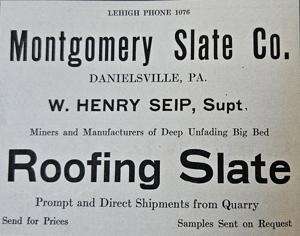 LEHIGH PHONE 1076
Montgomery Slate Co.
DANIELSVILLE, PA.
W. HENRY SEIP, Supt.
Miners and Manufacturers of Deep Unfading Big Bed
Roofing Slate
Prompt and Direct Shipments from Quarry
Send for Prices Samples Sent on Request